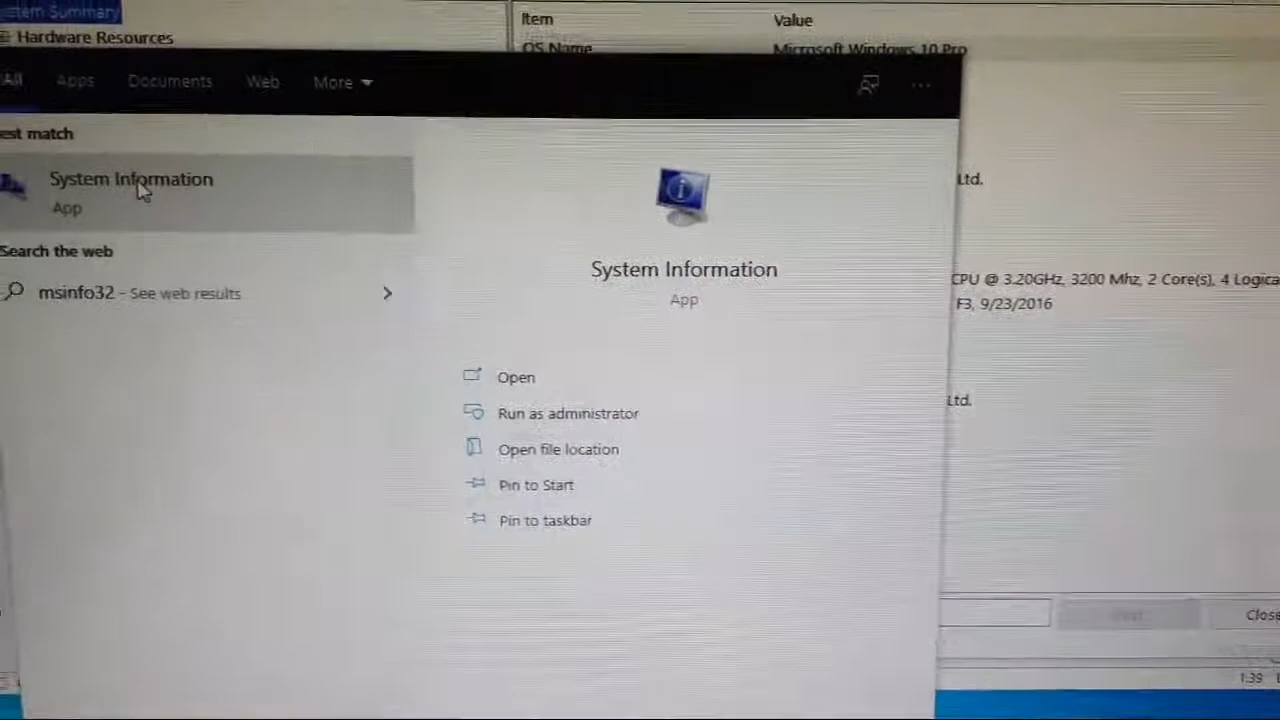 stem Summary
Item
Value
Hardware Resources
OS Name
Microsoft Windows 10 Pro
All
Apps
Documents
Web
More
...
est match
System Information
App
Search the web
msinfo32 - See web results
System Information
App
Open
Run as administrator
Open file location
Pin to Start
Pin to taskbar
Ltd.
CPU @ 3.20GHz, 3200 Mhz, 2 Core(s), 4 Logica
F3, 9/23/2016
Ltd.
Close
1:39